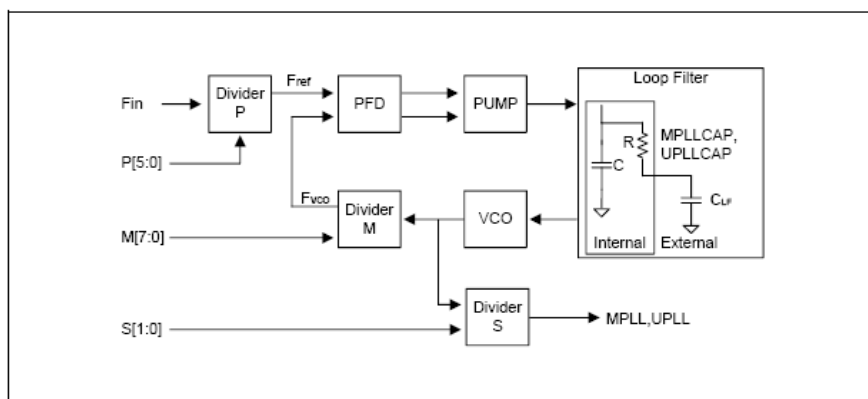 Loop Filter
Fin
Divider
P
Fref
PFD
PUMP
MPLLCAP,
UPLLCAP
R
C
CLF
Internal
External
P[5:0]
Fvco
Divider
M
VCO
M[7:0]
Divider
S
S[1:0]
MPLL,UPLL